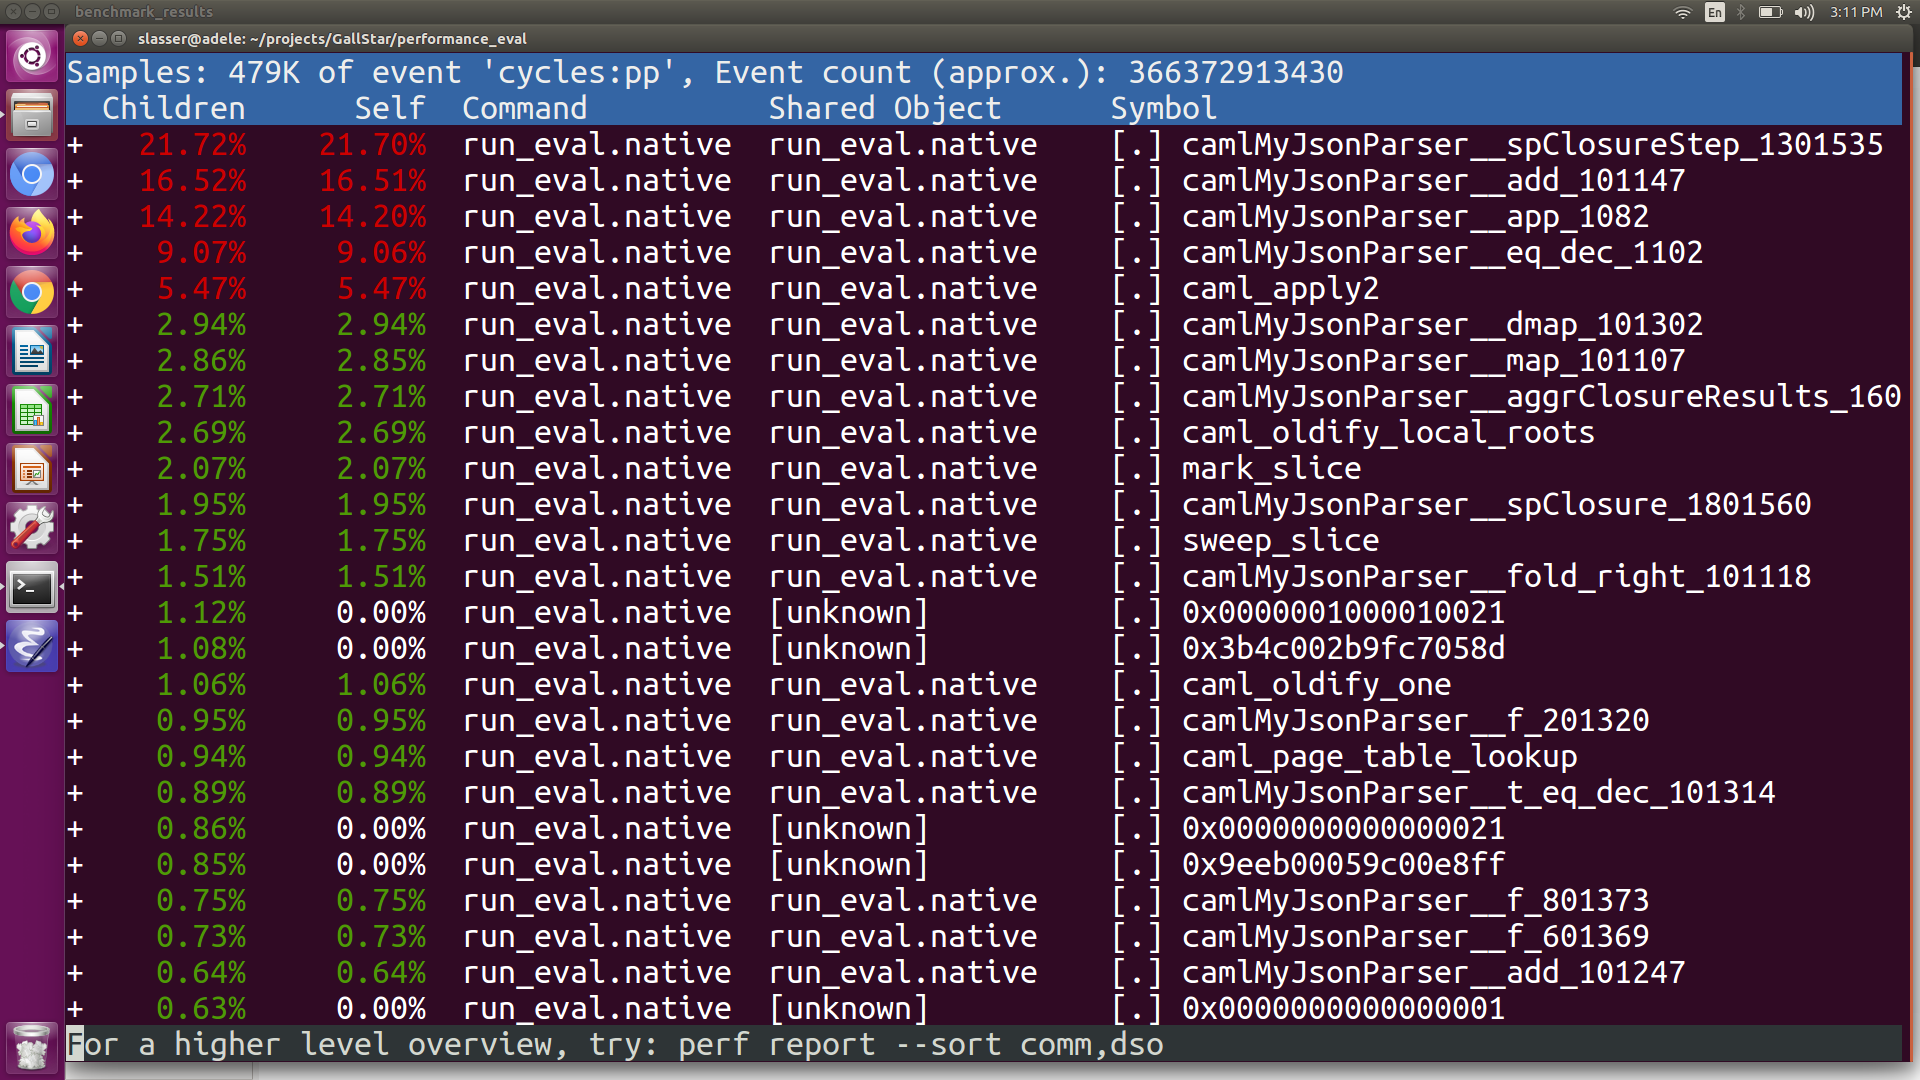 benchmark_results
En
3:11 PM
slasser@adele: ~/projects/GallStar/performance_eval
Samples: 479K of event 'cycles:pp', Event count (approx.): 366372913430
Children Self Command Shared Object Symbol
+ 21.72% 21.70% run_eval.native run_eval.native [.] camlMyJsonParser__spClosureStep_1301535
+ 16.52% 16.51% run_eval.native run_eval.native [.] camlMyJsonParser__add_101147
+ 14.22% 14.20% run_eval.native run_eval.native [.] camlMyJsonParser__app_1082
+ 9.07% 9.06% run_eval.native run_eval.native [.] camlMyJsonParser__eq_dec_1102
+ 5.47% 5.47% run_eval.native run_eval.native [.] caml_apply2
+ 2.94% 2.94% run_eval.native run_eval.native [.] camlMyJsonParser__dmap_101302
+ 2.86% 2.85% run_eval.native run_eval.native [.] camlMyJsonParser__map_101107
+ 2.71% 2.71% run_eval.native run_eval.native [.] camlMyJsonParser__aggrClosureResults_160
+ 2.69% 2.69% run_eval.native run_eval.native [.] caml_oldify_local_roots
+ 2.07% 2.07% run_eval.native run_eval.native [.] mark_slice
+ 1.95% 1.95% run_eval.native run_eval.native [.] camlMyJsonParser__spClosure_1801560
+ 1.75% 1.75% run_eval.native run_eval.native [.] sweep_slice
+ 1.51% 1.51% run_eval.native run_eval.native [.] camlMyJsonParser__fold_right_101118
+ 1.12% 0.00% run_eval.native [unknown] [.] 0x0000001000010021
+ 1.08% 0.00% run_eval.native [unknown] [.] 0x3b4c002b9fc7058d
+ 1.06% 1.06% run_eval.native run_eval.native [.] caml_oldify_one
+ 0.95% 0.95% run_eval.native run_eval.native [.] camlMyJsonParser__f_201320
+ 0.94% 0.94% run_eval.native run_eval.native [.] caml_page_table_lookup
+ 0.89% 0.89% run_eval.native run_eval.native [.] camlMyJsonParser__t_eq_dec_101314
+ 0.86% 0.00% run_eval.native [unknown] [.] 0x0000000000000021
+ 0.85% 0.00% run_eval.native [unknown] [.] 0x9eeb00059c00e8ff
+ 0.75% 0.75% run_eval.native run_eval.native [.] camlMyJsonParser__f_801373
+ 0.73% 0.73% run_eval.native run_eval.native [.] camlMyJsonParser__f_601369
+ 0.64% 0.64% run_eval.native run_eval.native [.] camlMyJsonParser__add_101247
+ 0.63% 0.00% run_eval.native [unknown] [.] 0x0000000000000001
For a higher level overview, try: perf report --sort comm,dso